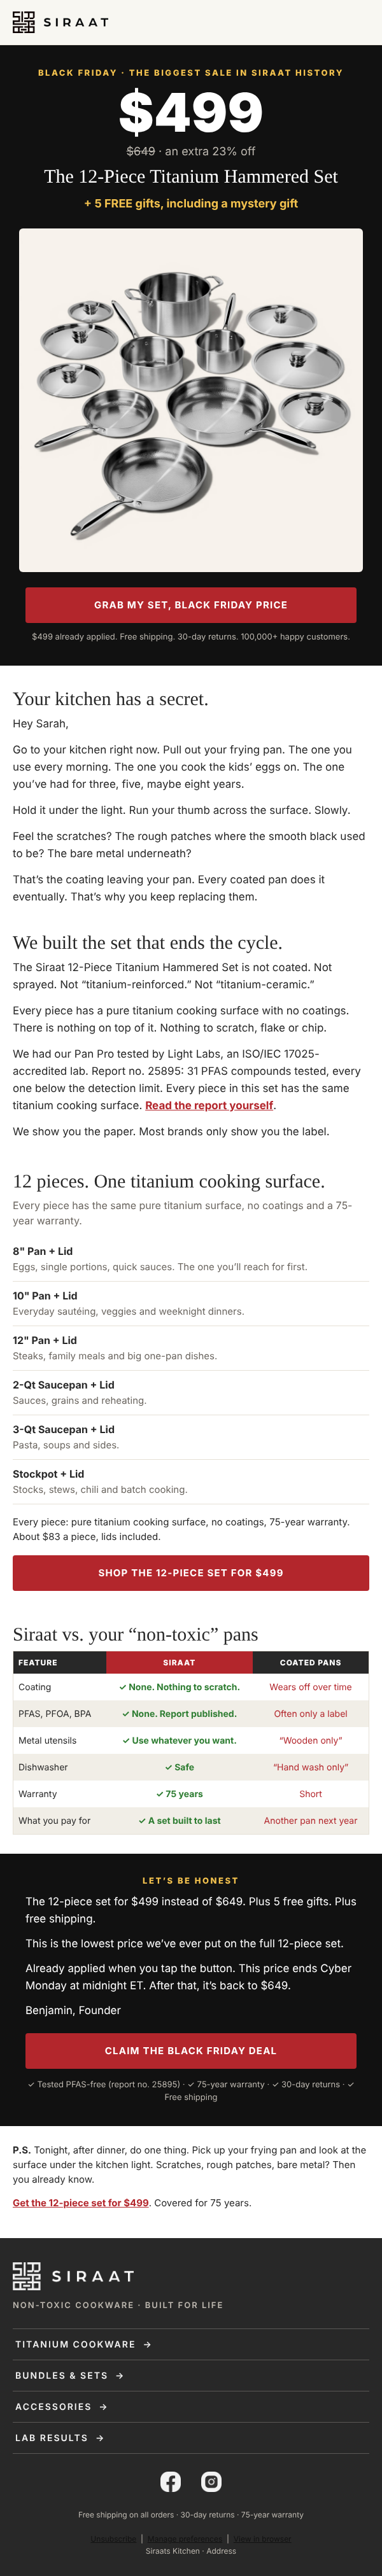 SIRAAT
BLACK FRIDAY · THE BIGGEST SALE IN SIRAAT HISTORY
$499
$649 · an extra 23% off
The 12-Piece Titanium Hammered Set
+ 5 FREE gifts, including a mystery gift
GRAB MY SET, BLACK FRIDAY PRICE
$499 already applied. Free shipping. 30-day returns. 100,000+ happy customers.
Your kitchen has a secret.
Hey Sarah,
Go to your kitchen right now. Pull out your frying pan. The one you
use every morning. The one you cook the kids’ eggs on. The one
you’ve had for three, five, maybe eight years.
Hold it under the light. Run your thumb across the surface. Slowly.
Feel the scratches? The rough patches where the smooth black used
to be? The bare metal underneath?
That’s the coating leaving your pan. Every coated pan does it
eventually. That’s why you keep replacing them.
We built the set that ends the cycle.
The Siraat 12-Piece Titanium Hammered Set is not coated. Not
sprayed. Not “titanium-reinforced.” Not “titanium-ceramic.”
Every piece has a pure titanium cooking surface with no coatings.
There is nothing on top of it. Nothing to scratch, flake or chip.
We had our Pan Pro tested by Light Labs, an ISO/IEC 17025-
accredited lab. Report no. 25895: 31 PFAS compounds tested, every
one below the detection limit. Every piece in this set has the same
titanium cooking surface. Read the report yourself.
We show you the paper. Most brands only show you the label.
12 pieces. One titanium cooking surface.
Every piece has the same pure titanium surface, no coatings and a 75-
year warranty.
8" Pan + Lid
Eggs, single portions, quick sauces. The one you’ll reach for first.
10" Pan + Lid
Everyday sautéing, veggies and weeknight dinners.
12" Pan + Lid
Steaks, family meals and big one-pan dishes.
2-Qt Saucepan + Lid
Sauces, grains and reheating.
3-Qt Saucepan + Lid
Pasta, soups and sides.
Stockpot + Lid
Stocks, stews, chili and batch cooking.
Every piece: pure titanium cooking surface, no coatings, 75-year warranty.
About $83 a piece, lids included.
SHOP THE 12-PIECE SET FOR $499
Siraat vs. your “non-toxic” pans
FEATURE SIRAAT COATED PANS
Coating ✓ None. Nothing to scratch. Wears off over time
PFAS, PFOA, BPA ✓ None. Report published. Often only a label
Metal utensils ✓ Use whatever you want. “Wooden only”
Dishwasher ✓ Safe “Hand wash only”
Warranty ✓ 75 years Short
What you pay for ✓ A set built to last Another pan next year
LET’S BE HONEST
The 12-piece set for $499 instead of $649. Plus 5 free gifts. Plus
free shipping.
This is the lowest price we’ve ever put on the full 12-piece set.
Already applied when you tap the button. This price ends Cyber
Monday at midnight ET. After that, it’s back to $649.
Benjamin, Founder
CLAIM THE BLACK FRIDAY DEAL
✓ Tested PFAS-free (report no. 25895) · ✓ 75-year warranty · ✓ 30-day returns · ✓
Free shipping
P.S. Tonight, after dinner, do one thing. Pick up your frying pan and look at the
surface under the kitchen light. Scratches, rough patches, bare metal? Then
you already know.
Get the 12-piece set for $499. Covered for 75 years.
SIRAAT
NON-TOXIC COOKWARE · BUILT FOR LIFE
TITANIUM COOKWARE →
BUNDLES & SETS →
ACCESSORIES →
LAB RESULTS →
Free shipping on all orders · 30-day returns · 75-year warranty
Unsubscribe | Manage preferences | View in browser
Siraats Kitchen · Address